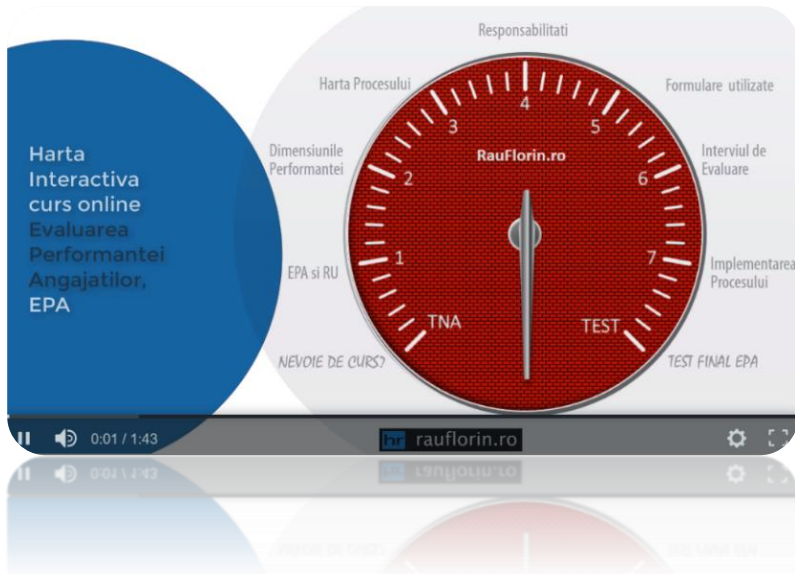 Harta
Interactiva
curs online
Evaluarea
Performantei
Angajatilor,
EPA
Responsabilitati
Harta Procesului
Formulare utilizate
Dimensiunile
Performantei
Interviul de
Evaluare
EPA si RU
Implementarea
Procesului
NEVOIE DE CURS?
TEST FINAL EPA
RauFlorin.ro
TNA
1
2
3
4
5
6
7
TEST
0:01 / 1:43
hr rauflorin.ro